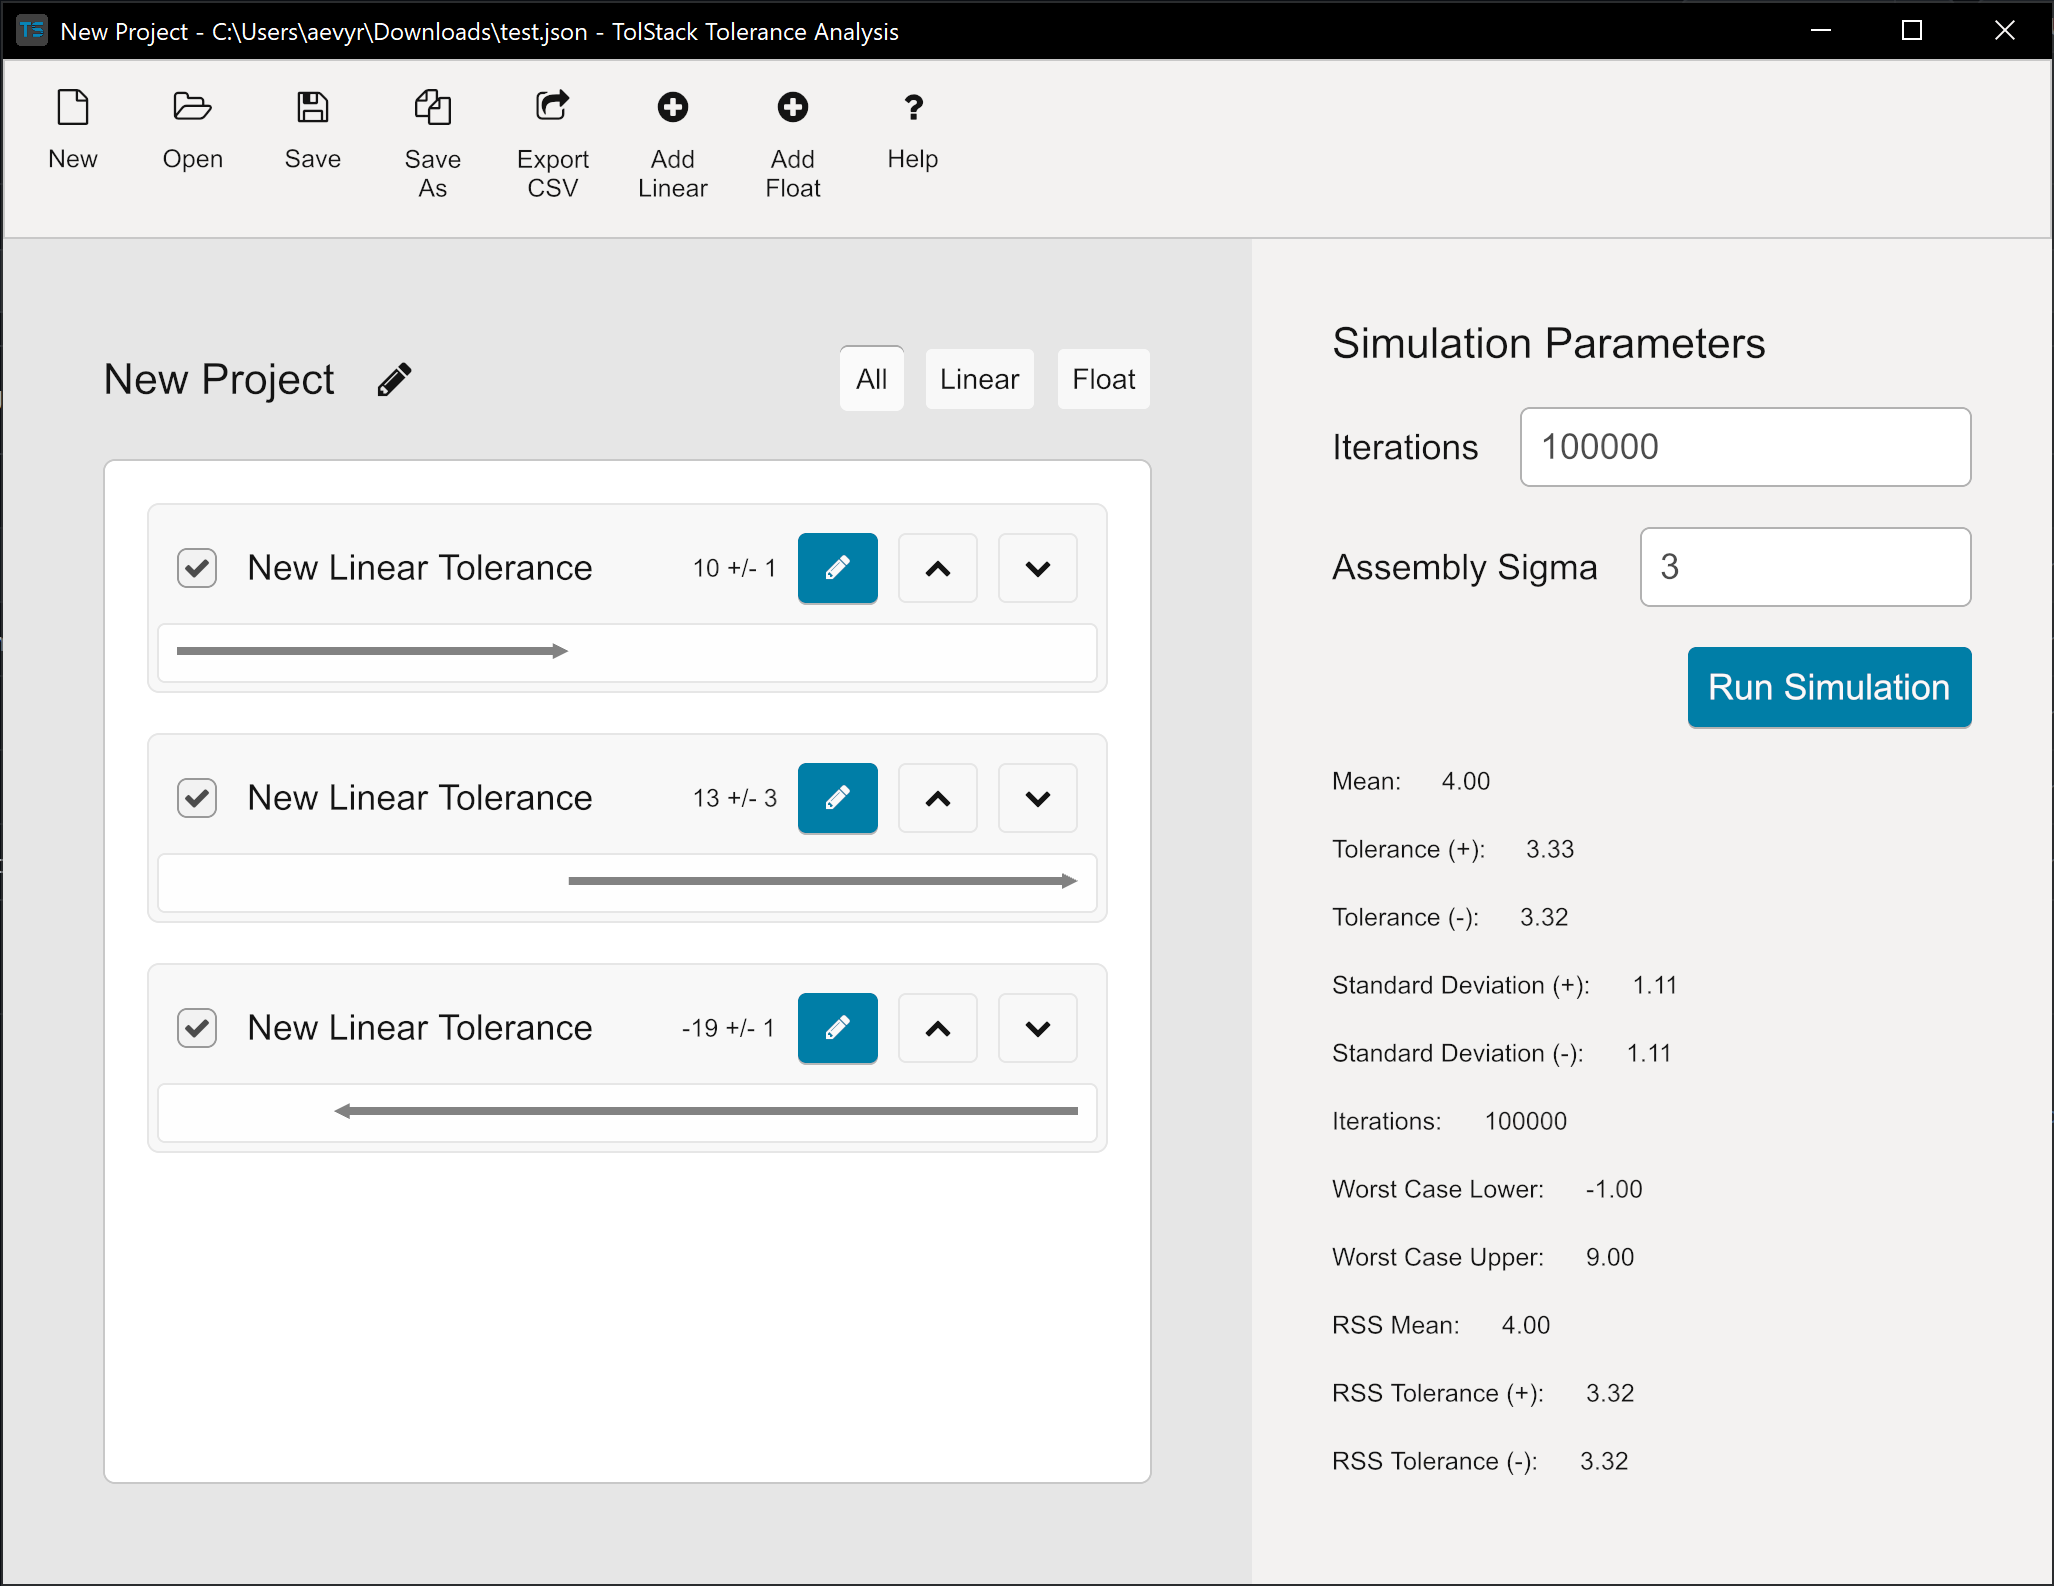 TS New Project - C:\Users\aevyr\Downloads\test.json - TolStack Tolerance Analysis
New
Open
Save
Save
As
Export
CSV
Add
Linear
Add
Float
? Help
New Project
All
Linear
Float
New Linear Tolerance 10 +/- 1
New Linear Tolerance 13 +/- 3
New Linear Tolerance -19 +/- 1
Simulation Parameters
Iterations 100000
Assembly Sigma 3
Run Simulation
Mean: 4.00
Tolerance (+): 3.33
Tolerance (-): 3.32
Standard Deviation (+): 1.11
Standard Deviation (-): 1.11
Iterations: 100000
Worst Case Lower: -1.00
Worst Case Upper: 9.00
RSS Mean: 4.00
RSS Tolerance (+): 3.32
RSS Tolerance (-): 3.32